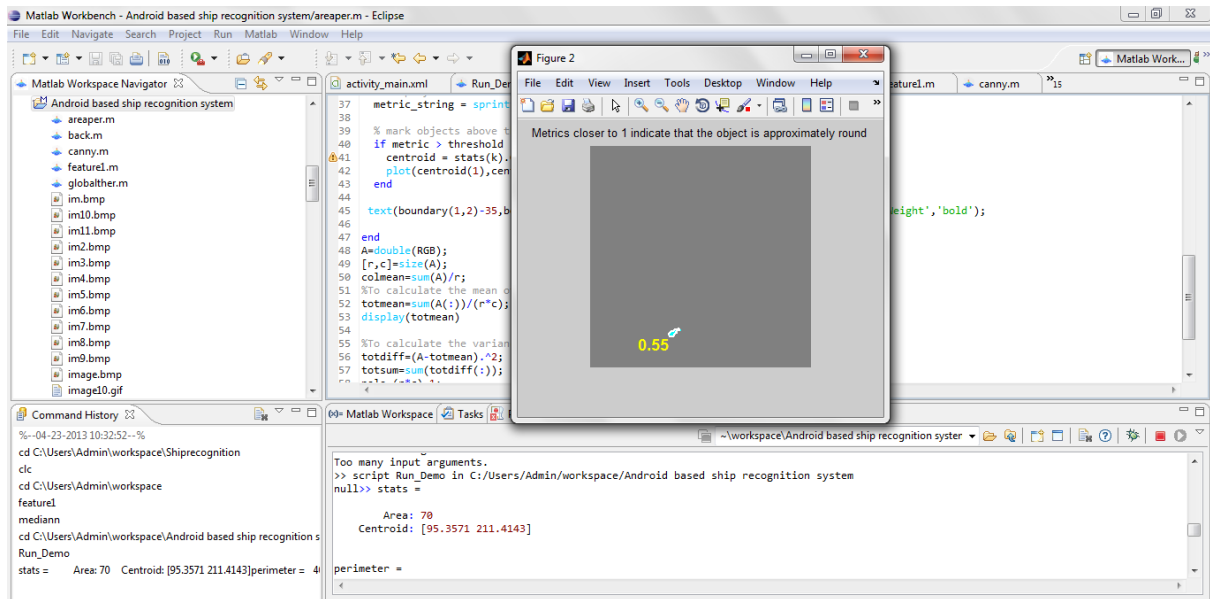 Matlab Workbench - Android based ship recognition system/areaper.m - Eclipse
File Edit Navigate Search Project Run Matlab Window Help
Matlab Work...
Matlab Workspace Navigator
Android based ship recognition system
areaper.m
back.m
canny.m
feature1.m
globalther.m
im.bmp
im10.bmp
im11.bmp
im2.bmp
im3.bmp
im4.bmp
im5.bmp
im6.bmp
im7.bmp
im8.bmp
im9.bmp
image.bmp
image10.gif
activity_main.xml
Run_Der
eature1.m
canny.m
15
37 metric_string = sprint
38
39 % mark objects above t
40 if metric > threshold
41 centroid = stats(k).
42 plot(centroid(1),cen
43 end
44
45 text(boundary(1,2)-35,b
eight','bold');
46
47 end
48 A=double(RGB);
49 [r,c]=size(A);
50 colmean=sum(A)/r;
51 %To calculate the mean o
52 totmean=sum(A(:))/(r*c);
53 display(totmean)
54
55 %To calculate the varian
56 totdiff=(A-totmean).^2;
57 totsum=sum(totdiff(:));
Figure 2
File Edit View Insert Tools Desktop Window Help
Metrics closer to 1 indicate that the object is approximately round
0.55
Command History
%--04-23-2013 10:32:52--%
cd C:\Users\Admin\workspace\Shiprecognition
clc
cd C:\Users\Admin\workspace
feature1
mediann
cd C:\Users\Admin\workspace\Android based ship recognition s
Run_Demo
stats = Area: 70 Centroid: [95.3571 211.4143]perimeter = 4
Matlab Workspace Tasks
~\workspace\Android based ship recognition syster
Too many input arguments.
>> script Run_Demo in C:/Users/Admin/workspace/Android based ship recognition system
null>> stats =
Area: 70
Centroid: [95.3571 211.4143]
perimeter =